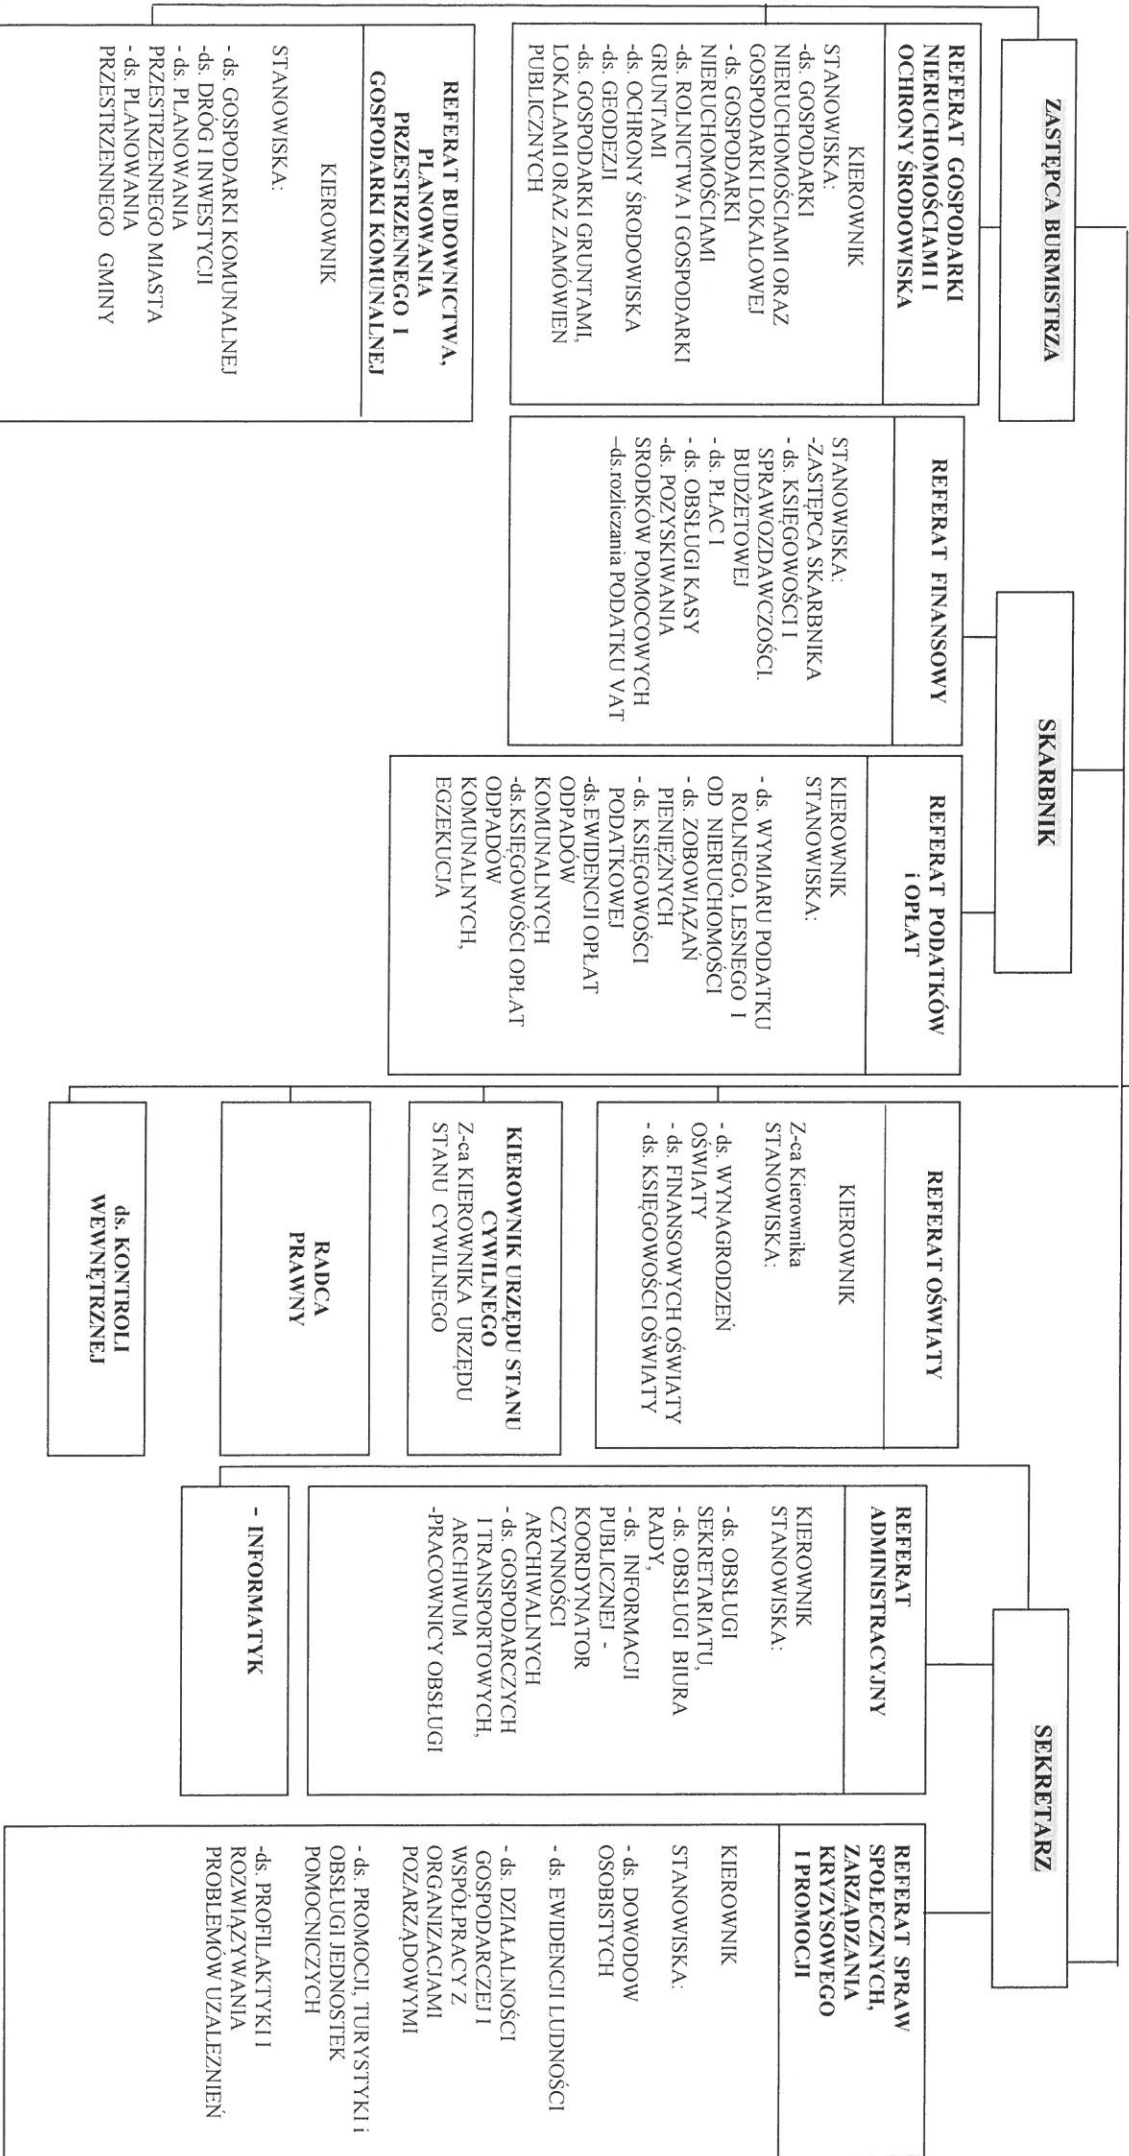 ZASTĘPCA BURMISTRZA
REFERAT GOSPODARKI
NIERUCHOMOŚCIAMI I
OCHRONY ŚRODOWISKA
KIEROWNIK
STANOWISKA:
-ds. GOSPODARKI
NIERUCHOMOŚCIAMI ORAZ
GOSPODARKI LOKALOWEJ
- ds. GOSPODARKI
NIERUCHOMOŚCIAMI
-ds. ROLNICTWA I GOSPODARKI
GRUNTAMI
-ds. OCHRONY ŚRODOWISKA
-ds. GEODEZJI
-ds. GOSPODARKI GRUNTAMI,
LOKALAMI ORAZ ZAMÓWIEN
PUBLICZNYCH
REFERAT BUDOWNICTWA,
PLANOWANIA
PRZESTRZENNEGO I
GOSPODARKI KOMUNALNEJ
KIEROWNIK
STANOWISKA:
- ds. GOSPODARKI KOMUNALNEJ
-ds. DRÓG I INWESTYCJI
- ds. PLANOWANIA
PRZESTRZENNEGO MIASTA
- ds. PLANOWANIA
PRZESTRZENNEGO GMINY
SKARBNIK
REFERAT FINANSOWY
STANOWISKA:
-ZASTĘPCA SKARBNIKA
- ds. KSIĘGOWOŚCI I
SPRAWOZDAWCZOŚCI.
BUDŻETOWEJ
- ds. PŁAC I
- ds. OBSŁUGI KASY
-ds. POZYSKIWANIA
SRODKÓW POMOCOWYCH
–ds.rozliczania PODATKU VAT
REFERAT PODATKÓW
i OPŁAT
KIEROWNIK
STANOWISKA:
- ds. WYMIARU PODATKU
ROLNEGO, LESNEGO I
OD NIERUCHOMOŚCI
- ds. ZOBOWIĄZAŃ
PIENIĘŻNYCH
- ds. KSIĘGOWOŚCI
PODATKOWEJ
-ds.EWIDENCJI OPŁAT
ODPADÓW
KOMUNALNYCH
-ds.KSIĘGOWOŚCI OPŁAT
ODPADÓW
KOMUNALNYCH,
EGZEKUCJA
REFERAT OŚWIATY
KIEROWNIK
Z-ca Kierownika
STANOWISKA:
- ds. WYNAGRODZEŃ
OŚWIATY
- ds. FINANSOWYCH OŚWIATY
- ds. KSIĘGOWOŚCI OŚWIATY
KIEROWNIK URZĘDU STANU
CYWILNEGO
Z-ca KIEROWNIKA URZĘDU
STANU CYWILNEGO
RADCA
PRAWNY
ds. KONTROLI
WEWNĘTRZNEJ
SEKRETARZ
REFERAT
ADMINISTRACYJNY
KIEROWNIK
STANOWISKA:
- ds. OBSŁUGI
SEKRETARIATU,
- ds. OBSŁUGI BIURA
RADY,
- ds. INFORMACJI
PUBLICZNEJ -
KOORDYNATOR
CZYNNOŚCI
ARCHIWALNYCH
- ds. GOSPODARCZYCH
I TRANSPORTOWYCH,
ARCHIWUM
-PRACOWNICY OBSŁUGI
- INFORMATYK
REFERAT SPRAW
SPOŁECZNYCH,
ZARZĄDZANIA
KRYZYSOWEGO
I PROMOCJI
KIEROWNIK
STANOWISKA:
- ds. DOWODOW
OSOBISTYCH
- ds. EWIDENCJI LUDNOŚCI
- ds. DZIAŁALNOŚCI
GOSPODARCZEJ I
WSPÓŁPRACY Z
ORGANIZACJAMI
POZARZĄDOWYMI
- ds. PROMOCJI, TURYSTYKI i
OBSŁUGI JEDNOSTEK
POMOCNICZYCH
-ds. PROFILAKTYKI I
ROZWIĄZYWANIA
PROBLEMÓW UZALEZNIEŃ